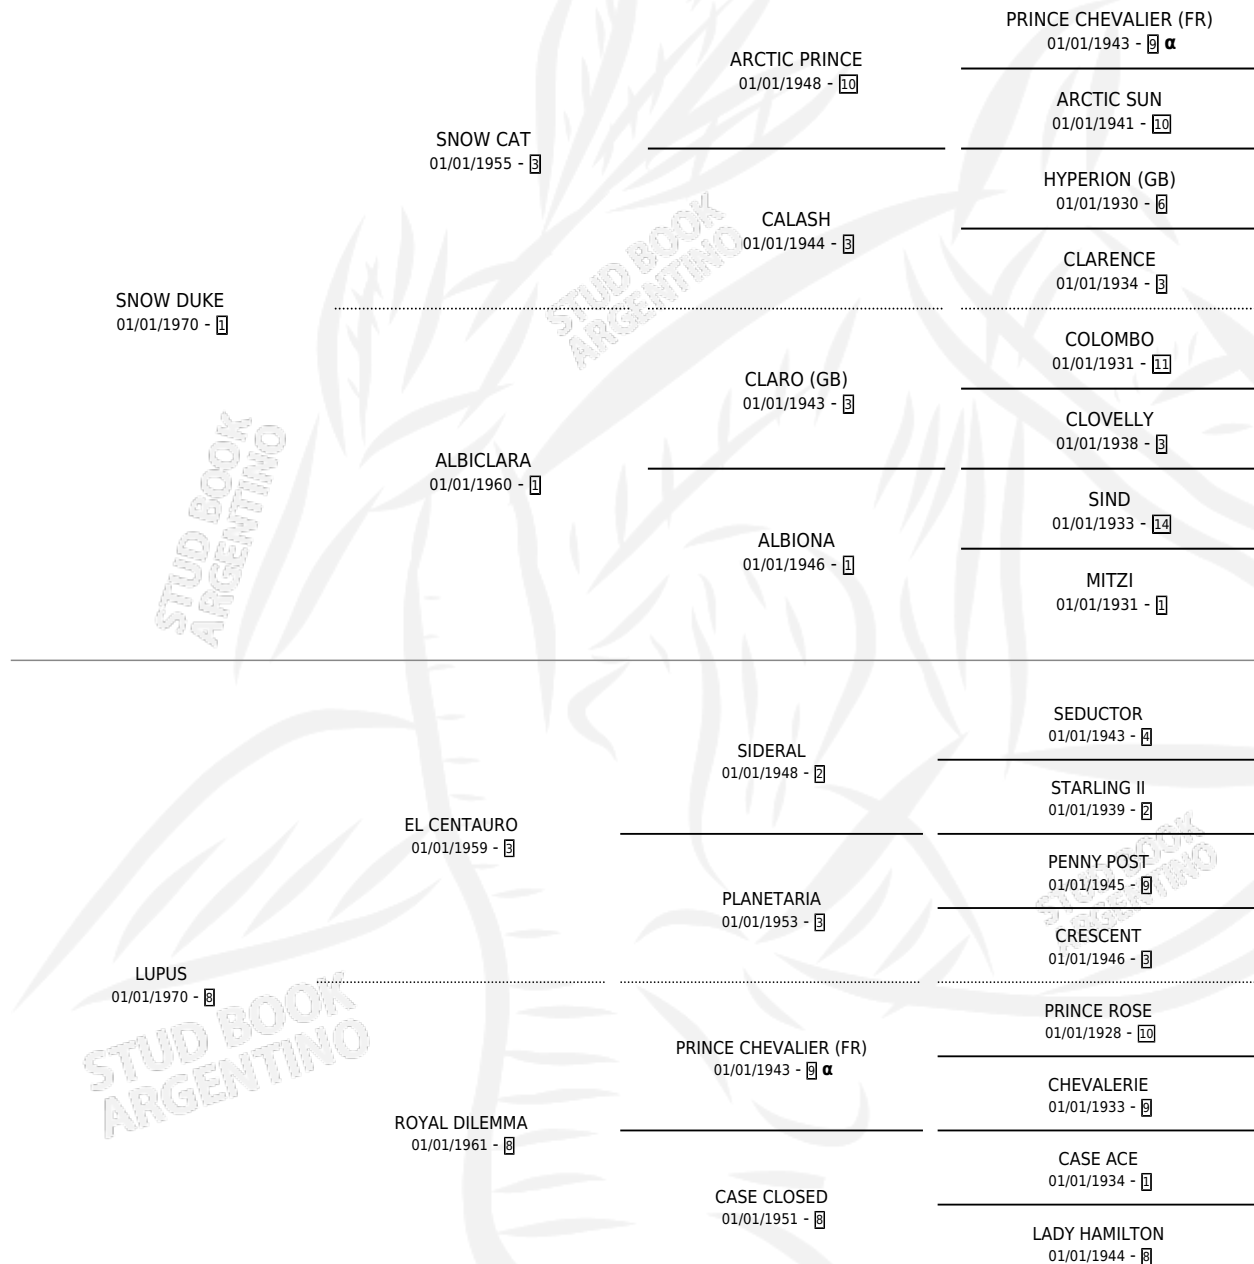 PRINCE CHEVALIER (FR)
01/01/1943 - 9 α
ARCTIC PRINCE
01/01/1948 - 10
ARCTIC SUN
01/01/1941 - 10
SNOW CAT
01/01/1955 - 3
HYPERION (GB)
01/01/1930 - 6
CALASH
01/01/1944 - 3
CLARENCE
01/01/1934 - 3
SNOW DUKE
01/01/1970 - 1
COLOMBO
01/01/1931 - 11
CLARO (GB)
01/01/1943 - 3
CLOVELLY
01/01/1938 - 3
ALBICLARA
01/01/1960 - 1
SIND
01/01/1933 - 14
ALBIONA
01/01/1946 - 1
MITZI
01/01/1931 - 1
SEDUCTOR
01/01/1943 - 4
SIDERAL
01/01/1948 - 2
STARLING II
01/01/1939 - 2
EL CENTAURO
01/01/1959 - 3
PENNY POST
01/01/1945 - 9
PLANETARIA
01/01/1953 - 3
CRESCENT
01/01/1946 - 3
LUPUS
01/01/1970 - 8
PRINCE ROSE
01/01/1928 - 10
PRINCE CHEVALIER (FR)
01/01/1943 - 9 α
CHEVALERIE
01/01/1933 - 9
ROYAL DILEMMA
01/01/1961 - 8
CASE ACE
01/01/1934 - 1
CASE CLOSED
01/01/1951 - 8
LADY HAMILTON
01/01/1944 - 8
STUD BOOK
ARGENTINO
STUD BOOK
ARGENTINO
STUD BOOK
ARGENTINO
STUD BOOK
ARGENTINO